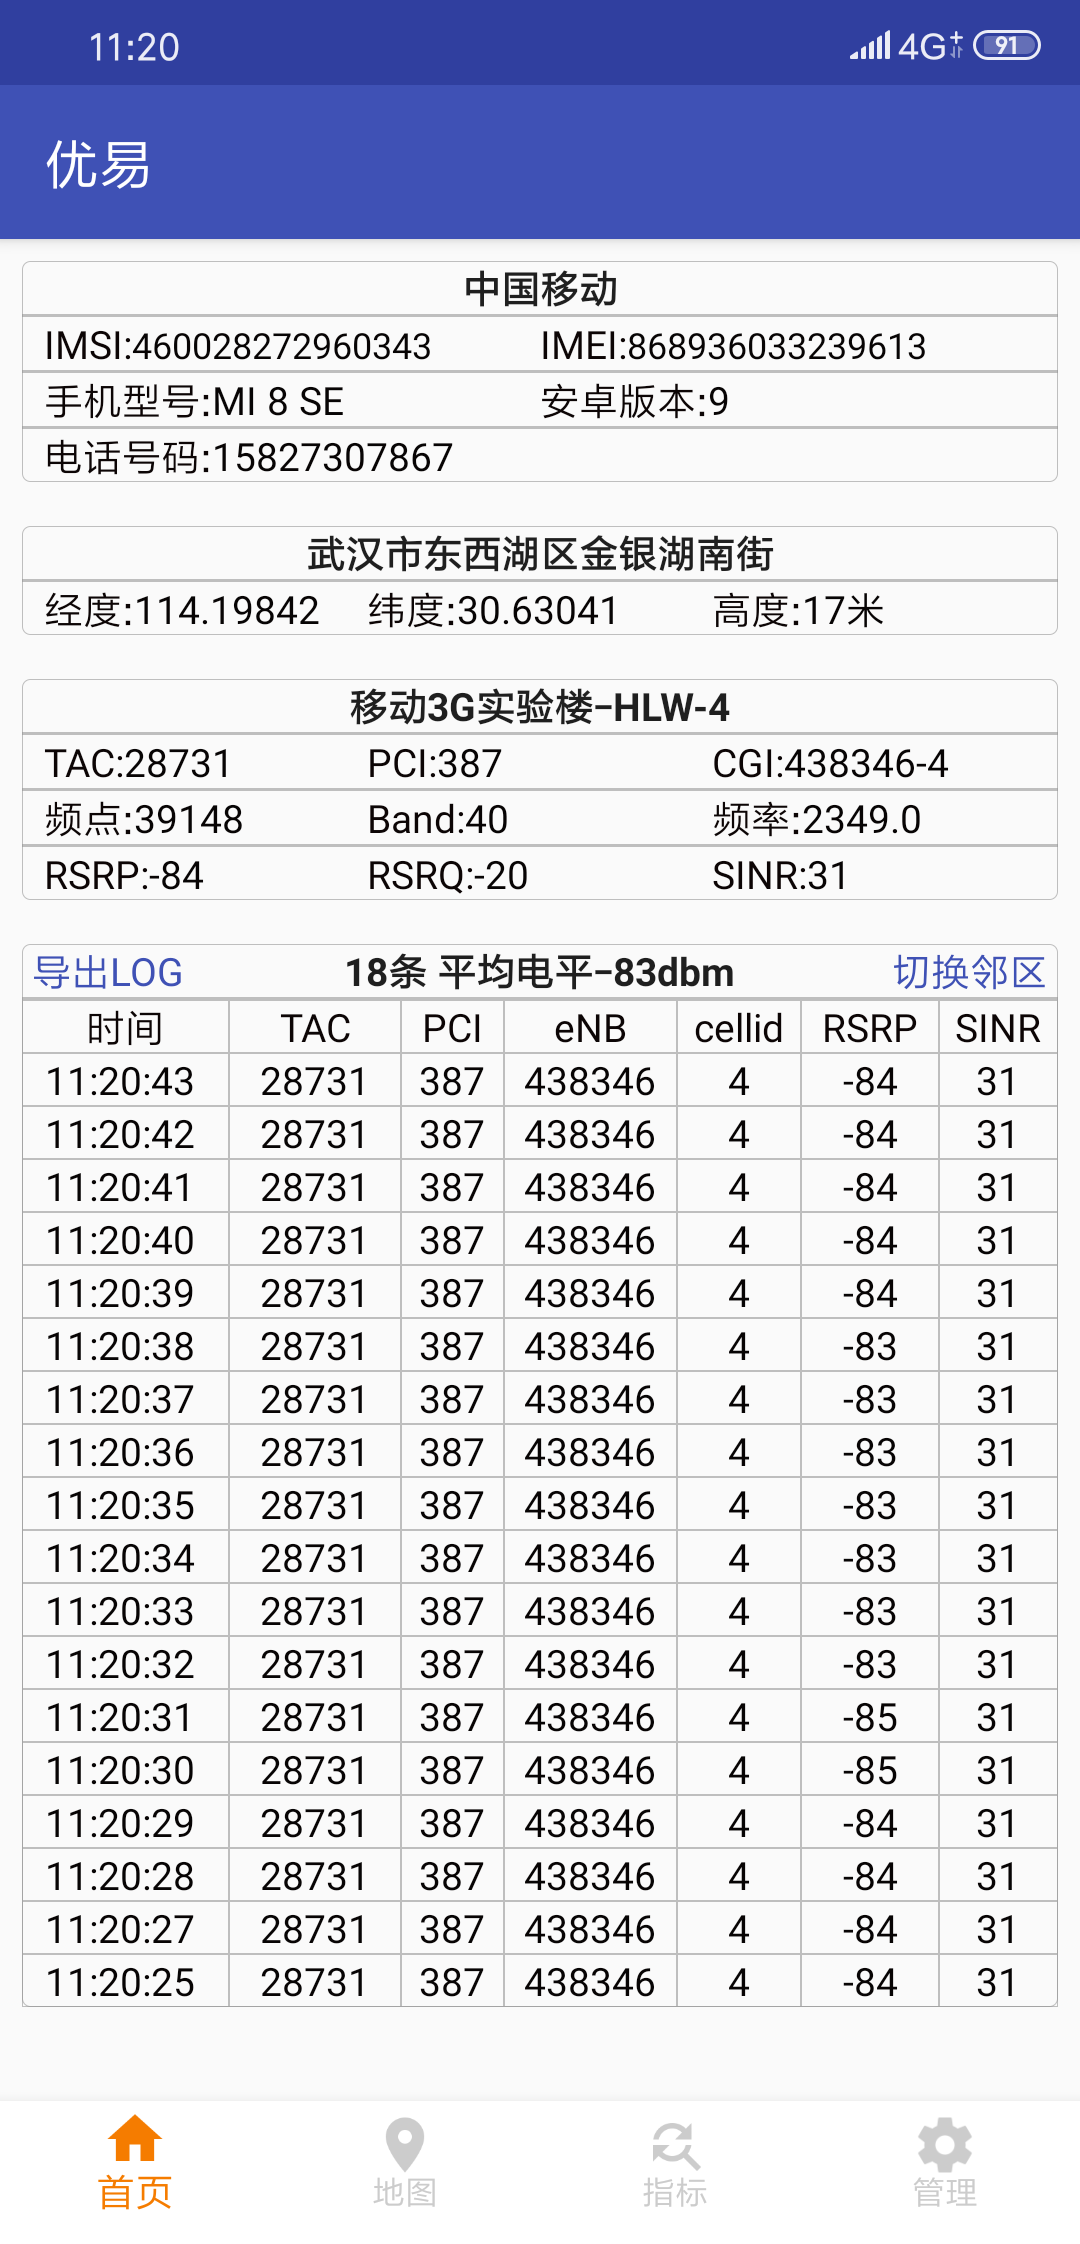 11:20 4G+ 91
优易
中国移动
IMSI:460028272960343 IMEI:868936033239613
手机型号:MI 8 SE 安卓版本:9
电话号码:15827307867
武汉市东西湖区金银湖南街
经度:114.19842 纬度:30.63041 高度:17米
移动3G实验楼-HLW-4
TAC:28731 PCI:387 CGI:438346-4
频点:39148 Band:40 频率:2349.0
RSRP:-84 RSRQ:-20 SINR:31
导出LOG 18条 平均电平-83dbm 切换邻区
时间 TAC PCI eNB cellid RSRP SINR
11:20:43 28731 387 438346 4 -84 31
11:20:42 28731 387 438346 4 -84 31
11:20:41 28731 387 438346 4 -84 31
11:20:40 28731 387 438346 4 -84 31
11:20:39 28731 387 438346 4 -84 31
11:20:38 28731 387 438346 4 -83 31
11:20:37 28731 387 438346 4 -83 31
11:20:36 28731 387 438346 4 -83 31
11:20:35 28731 387 438346 4 -83 31
11:20:34 28731 387 438346 4 -83 31
11:20:33 28731 387 438346 4 -83 31
11:20:32 28731 387 438346 4 -83 31
11:20:31 28731 387 438346 4 -85 31
11:20:30 28731 387 438346 4 -85 31
11:20:29 28731 387 438346 4 -84 31
11:20:28 28731 387 438346 4 -84 31
11:20:27 28731 387 438346 4 -84 31
11:20:25 28731 387 438346 4 -84 31
首页 地图 指标 管理